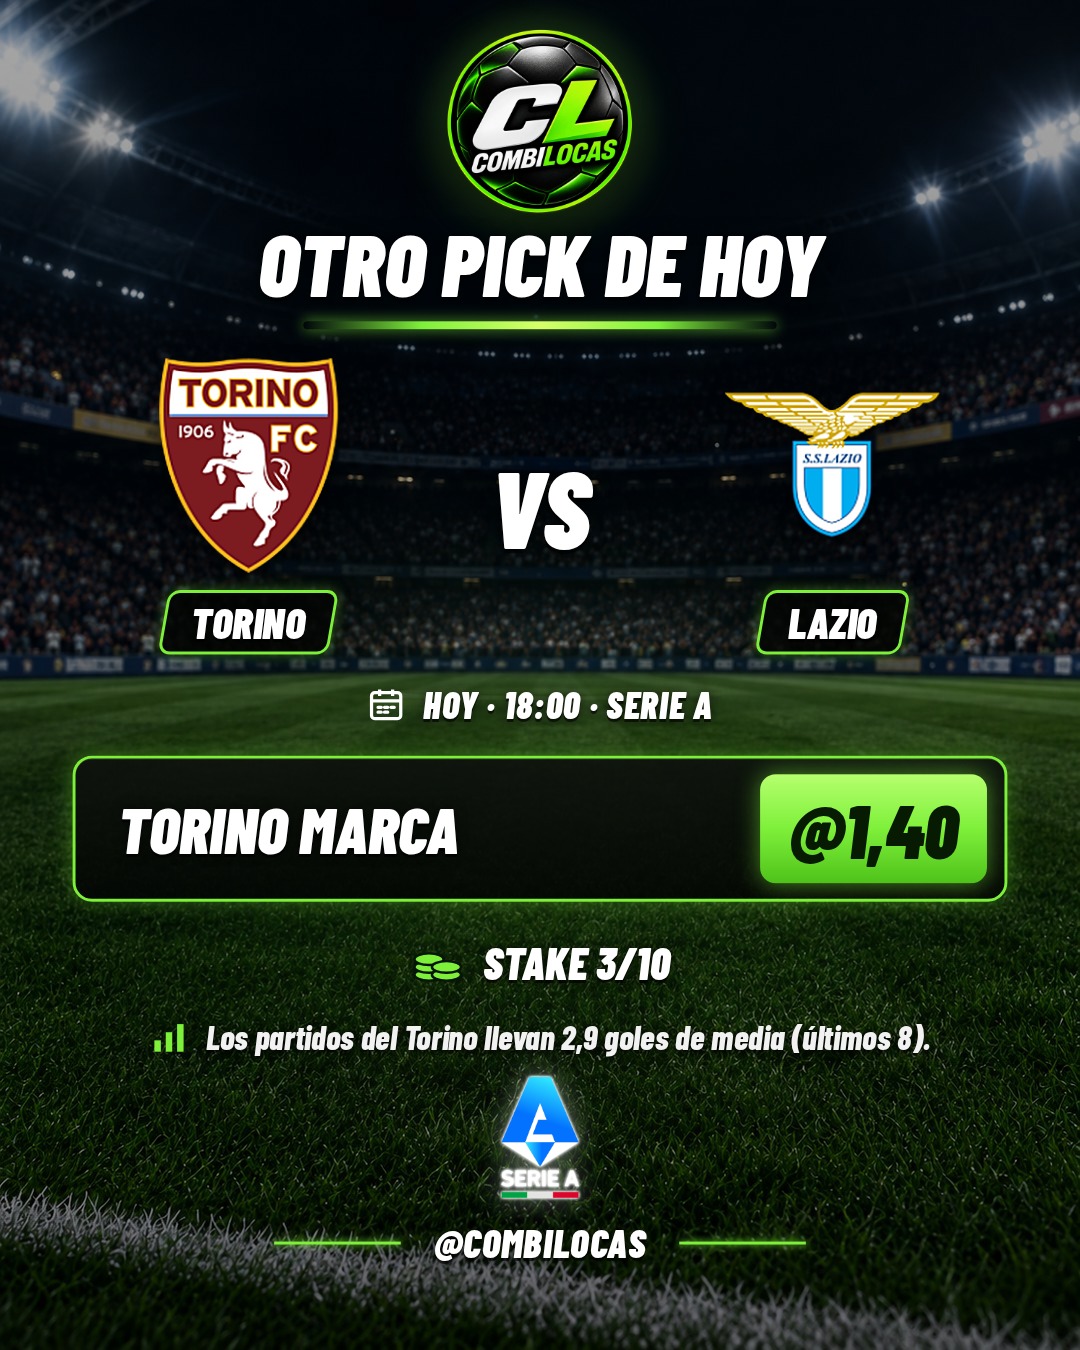 CL
COMBILOCAS
OTRO PICK DE HOY
TORINO
1906 FC
S.S.LAZIO
VS
TORINO
LAZIO
HOY · 18:00 · SERIE A
TORINO MARCA
@1,40
STAKE 3/10
Los partidos del Torino llevan 2,9 goles de media (últimos 8).
SERIE A
@COMBILOCAS